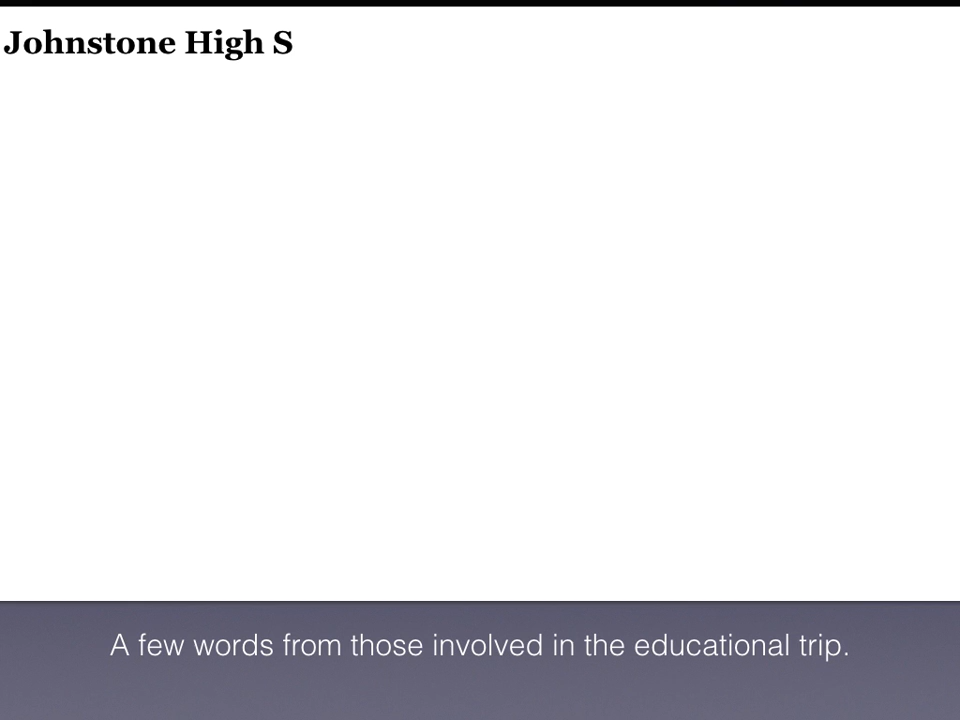 Johnstone High S
A few words from those involved in the educational trip.